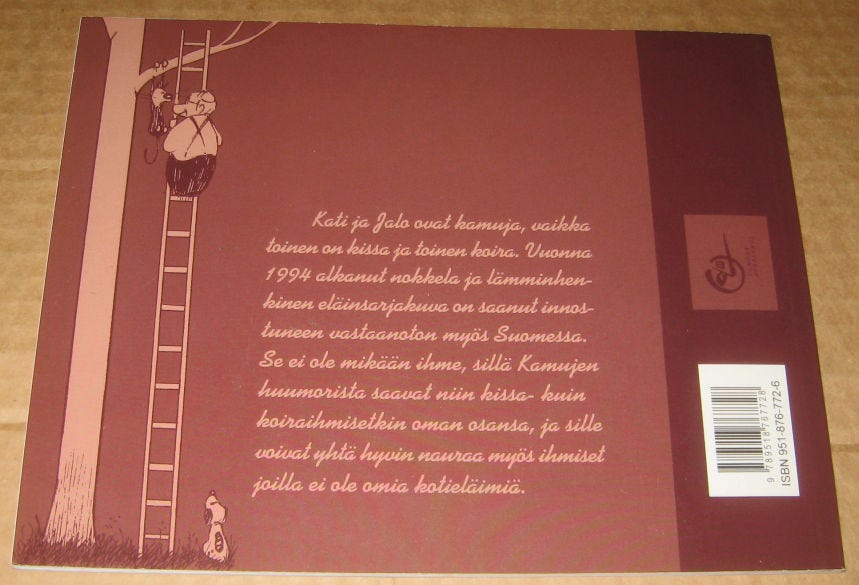 Kati ja Jalo ovat kamuja, vaikka
toinen on kissa ja toinen koira. Vuonna
1994 alkanut nokkela ja lämminhen-
kinen eläinsarjakuva on saanut innos-
tuneen vastaanoton myös Suomessa.
Se ei ole mikään ihme, sillä Kamujen
huumorista saavat niin kissa- kuin
koiraihmisetkin oman osansa, ja sille
voivat yhtä hyvin nauraa myös ihmiset
joilla ei ole omia kotieläimiä.
9 789518 767728
ISBN 951-876-772-6